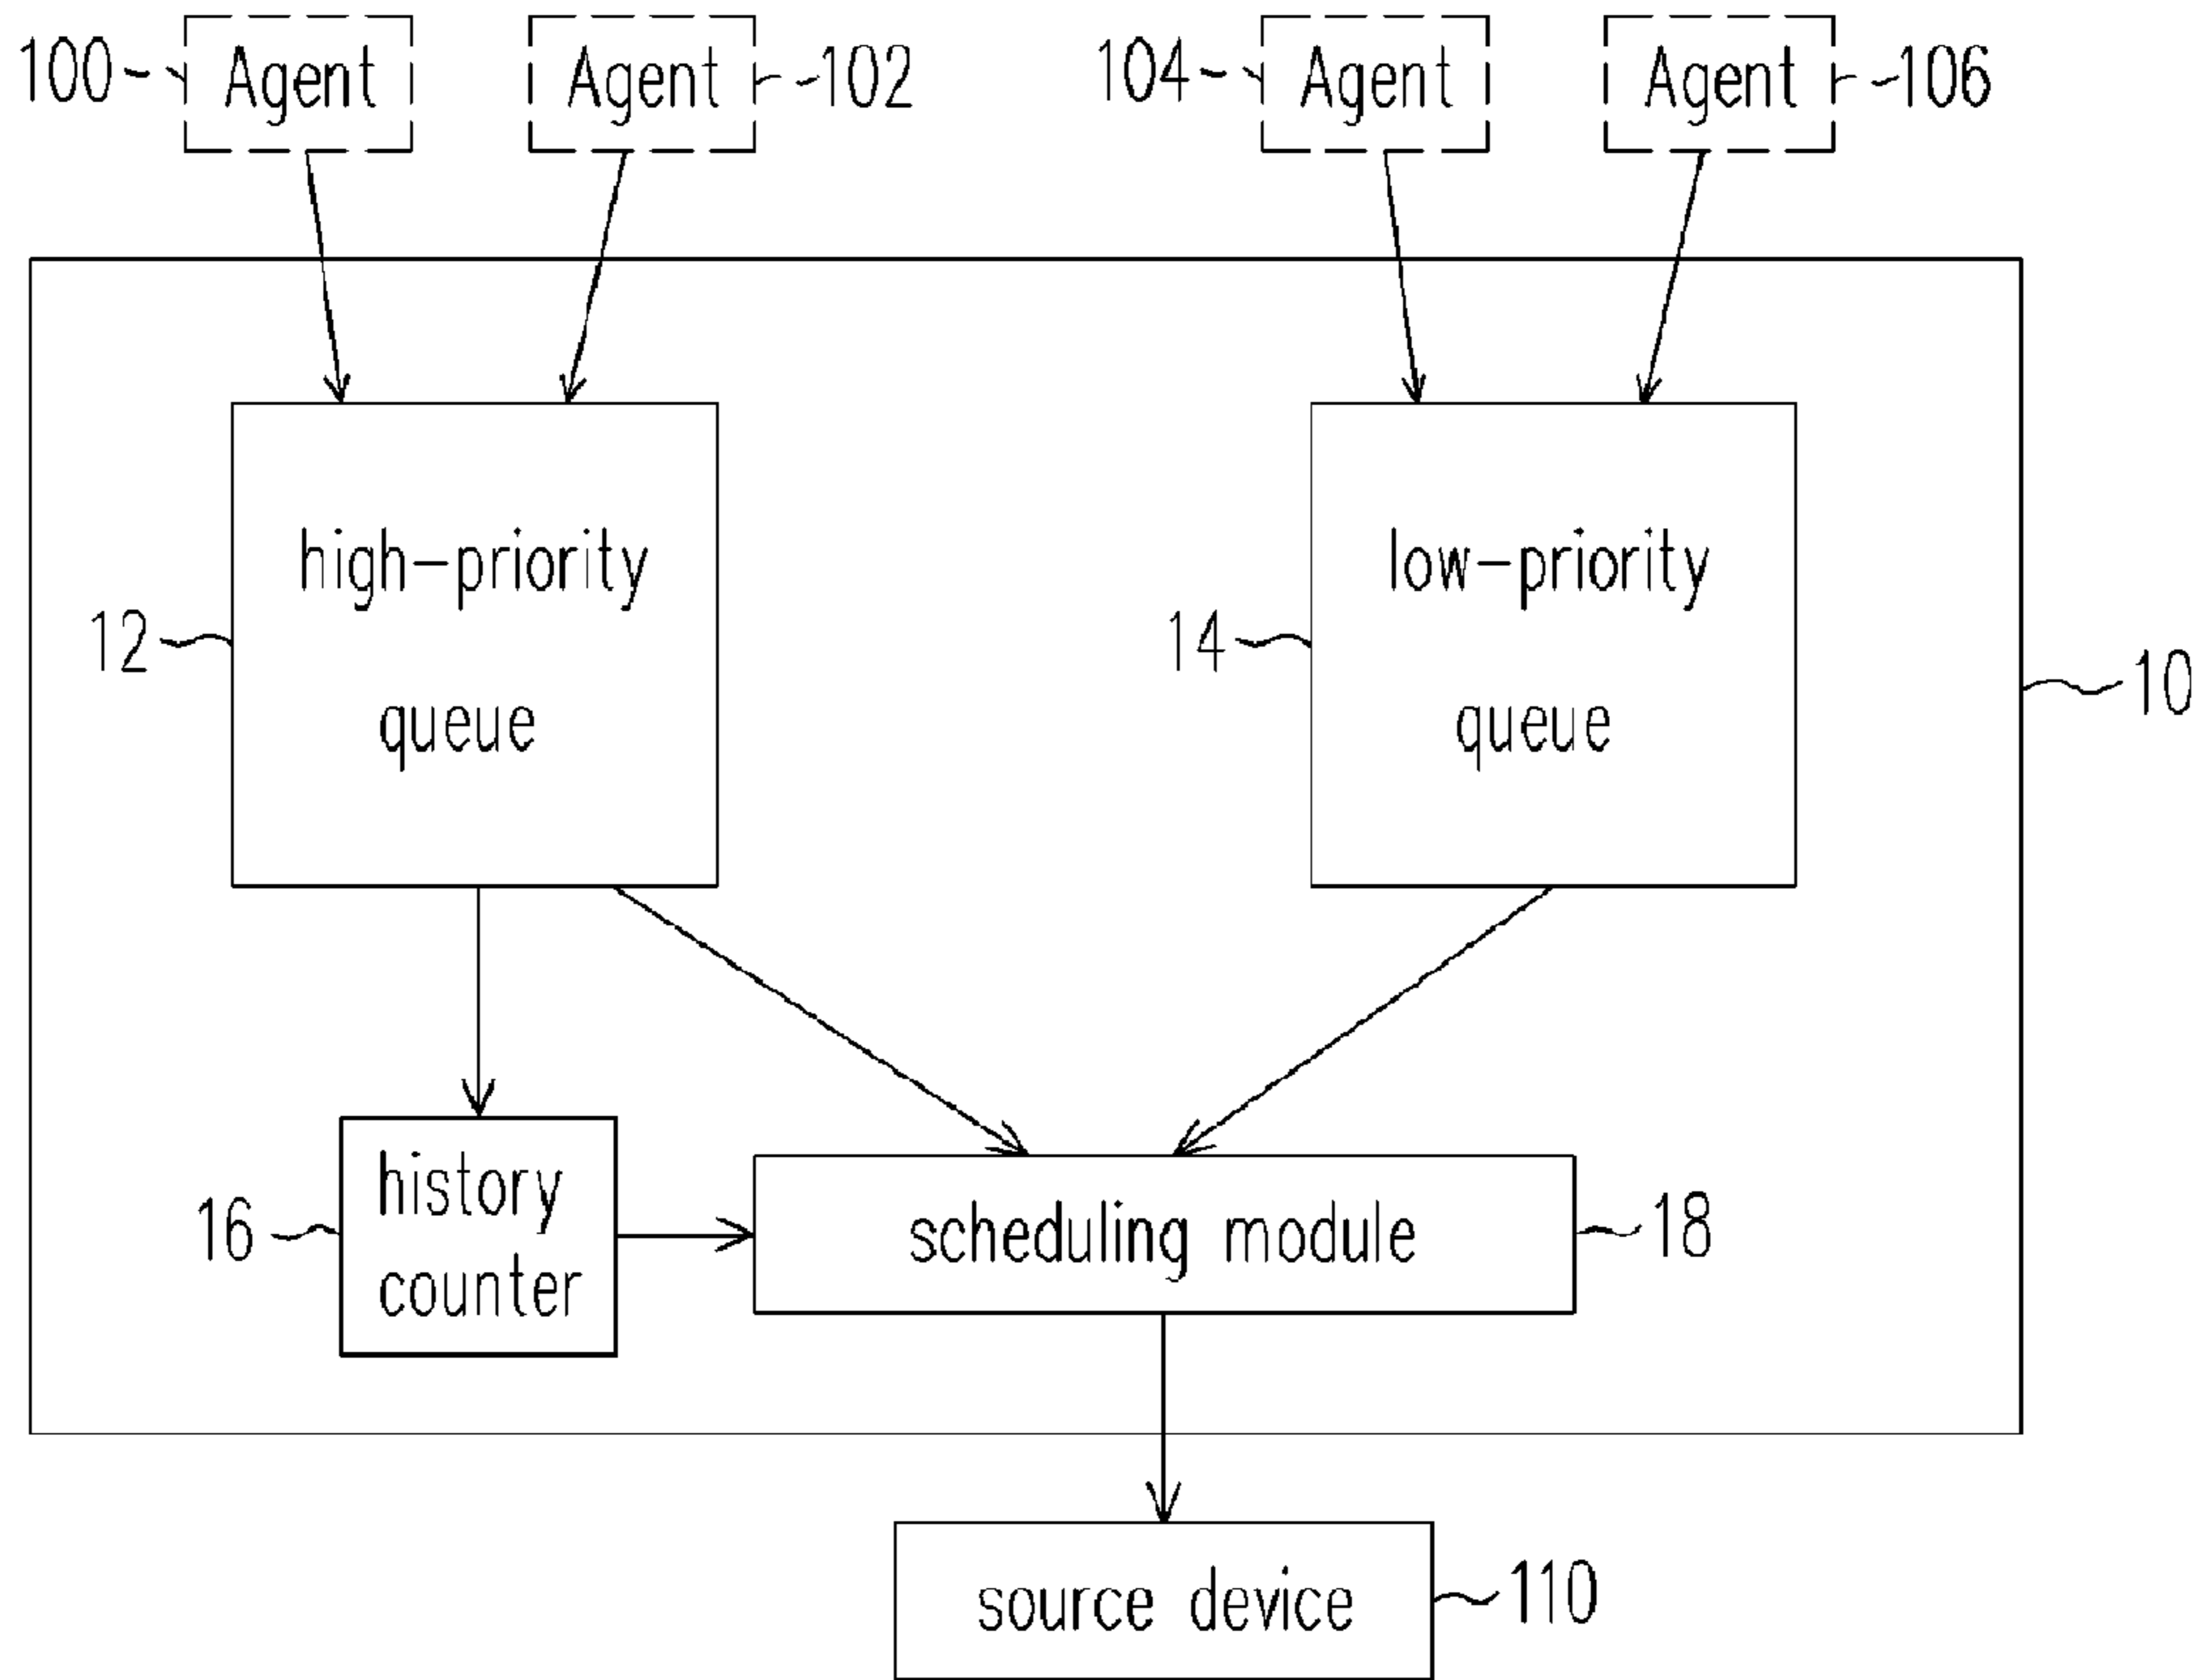 100 Agent Agent 102 104 Agent Agent 106
high-priority
queue
12
low-priority
queue
14
10
history
counter
16
scheduling module 18
source device 110